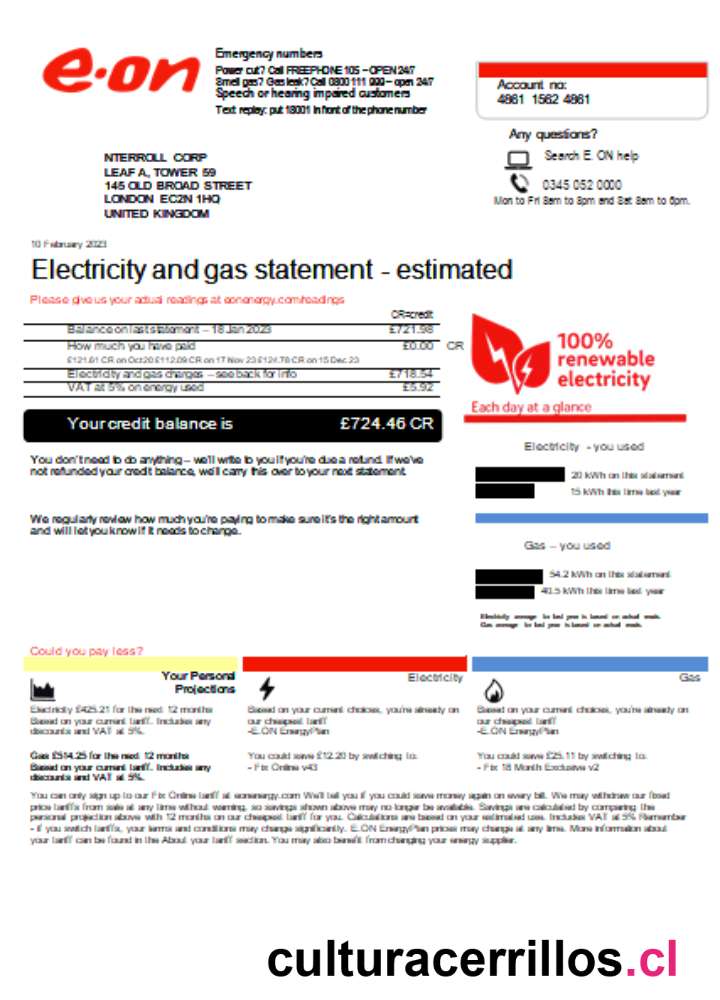 e·on
Emergency numbers
Power cut? Call FREEPHONE 105 – OPEN 24/7
Smell gas? Gas leak? Call 0800 111 999 – open 24/7
Speech or hearing impaired customers
Text replay: put 18001 in front of the phone number
Account no:
4861 1562 4861
Any questions?
Search E. ON help
0345 052 0000
Mon to Fri 8am to 8pm and Sat 8am to 6pm.
NTERROLL CORP
LEAF A, TOWER 59
145 OLD BROAD STREET
LONDON EC2N 1HQ
UNITED KINGDOM
10 February 2023
Electricity and gas statement - estimated
Please give us your actual readings at eonenergy.com/readings
CR=credit
Balance on last statement – 18 Jan 2023 £721.98
How much you have paid £0.00 CR
£121.61 CR on Oct 20 £112.09 CR on 17 Nov 23 £124.78 CR on 15 Dec 23
Electricity and gas charges – see back for info £718.54
VAT at 5% on energy used £5.92
Your credit balance is £724.46 CR
You don't need to do anything – we'll write to you if you're due a refund. If we've
not refunded your credit balance, we'll carry this over to your next statement.
We regularly review how much you're paying to make sure it's the right amount
and will let you know if it needs to change.
100%
renewable
electricity
Each day at a glance
Electricity - you used
20 kWh on this statement
15 kWh this time last year
Gas – you used
54.2 kWh on this statement
40.5 kWh this time last year
Electricity average for last year is based on actual reads.
Gas average for last year is based on actual reads.
Could you pay less?
Your Personal
Projections
Electricity £425.21 for the next 12 months
Based on your current tariff. Includes any
discounts and VAT at 5%.
Gas £514.25 for the next 12 months
Based on your current tariff. Includes any
discounts and VAT at 5%.
Electricity
Based on your current choices, you're already on
our cheapest tariff
-E.ON EnergyPlan
You could save £12.20 by switching to:
- Fix Online v43
Gas
Based on your current choices, you're already on
our cheapest tariff
-E.ON EnergyPlan
You could save £25.11 by switching to:
- Fix 18 Month Exclusive v2
You can only sign up to our Fix Online tariff at eonenergy.com We'll tell you if you could save money again on every bill. We may withdraw our fixed
price tariffs from sale at any time without warning, so savings shown above may no longer be available. Savings are calculated by comparing the
personal projection above with 12 months on our cheapest tariff for you. Calculations are based on your estimated use. Includes VAT at 5% Remember
- if you switch tariffs, your terms and conditions may change significantly. E.ON EnergyPlan prices may change at any time. More information about
your tariff can be found in the About your tariff section. You may also benefit from changing your energy supplier.
culturacerrillos.cl